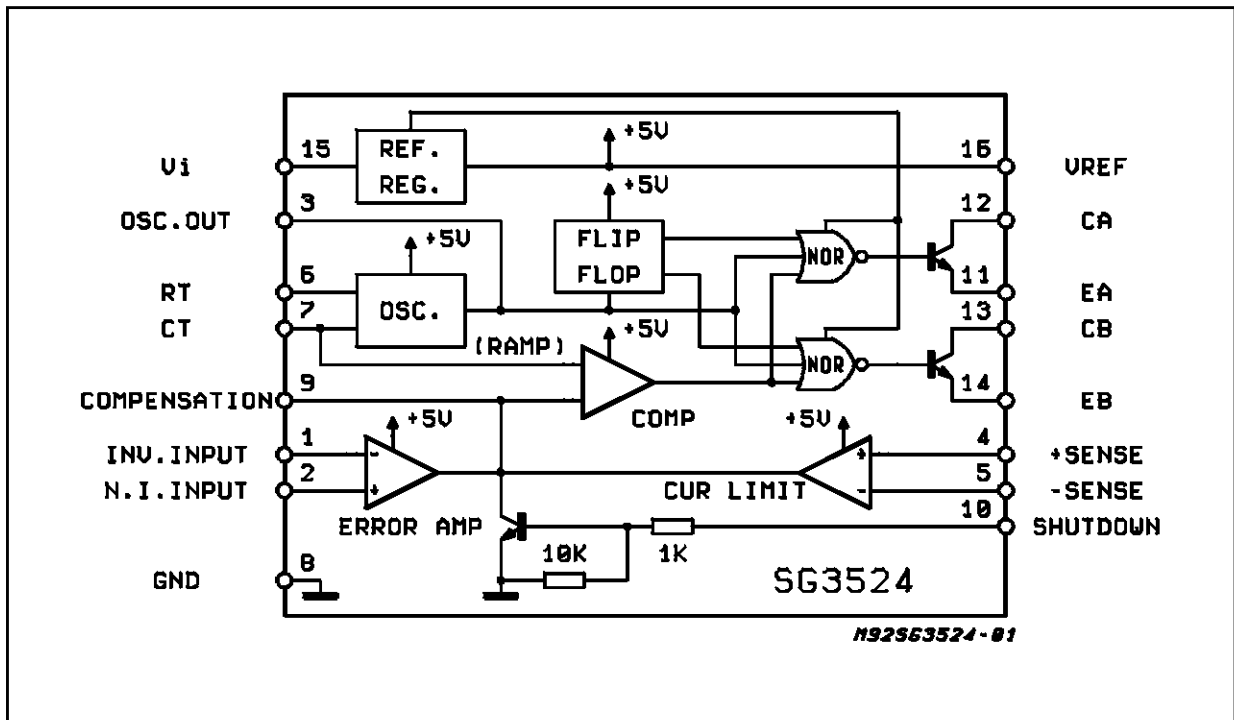 +5V
Vi 15 REF. REG. 16 VREF
+5V
OSC.OUT 3 12 CA
+5V FLIP FLOP NOR
RT 6 11 EA
CT 7 OSC. 13 CB
+5V
(RAMP) NOR
COMPENSATION 9 14 EB
COMP
+5V +5V
INV.INPUT 1 - + 4 +SENSE
N.I.INPUT 2 + - 5 -SENSE
CUR LIMIT
ERROR AMP 10 SHUTDOWN
10K 1K
GND 8 SG3524
M92SG3524-01